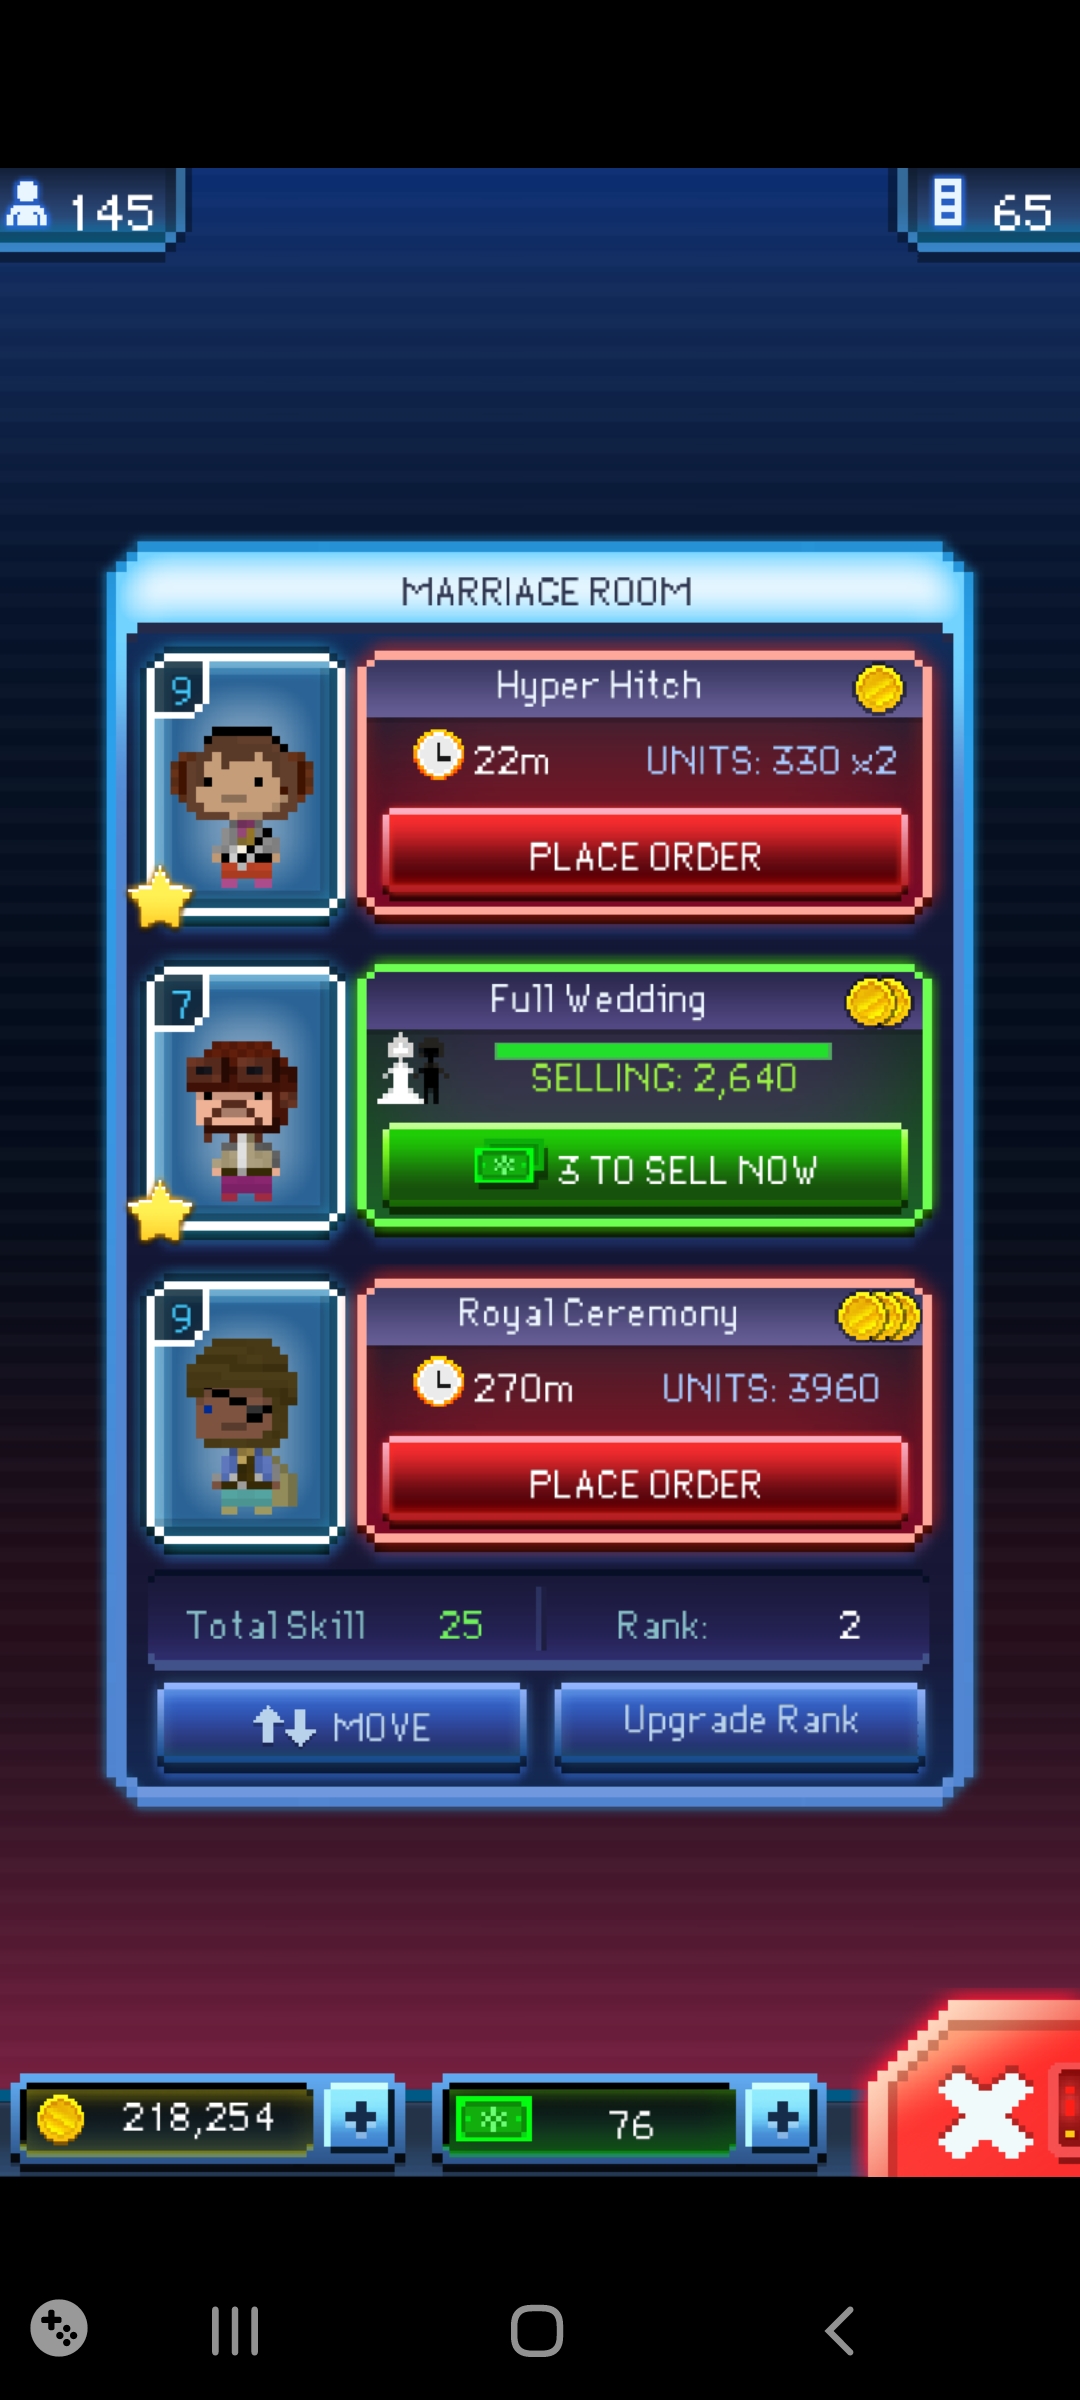 145
65
MARRIAGE ROOM
9
Hyper Hitch
22m UNITS: 330 x2
PLACE ORDER
7
Full Wedding
SELLING: 2,640
3 TO SELL NOW
9
Royal Ceremony
270m UNITS: 3960
PLACE ORDER
Total Skill 25 Rank: 2
MOVE Upgrade Rank
218,254 + 76 +